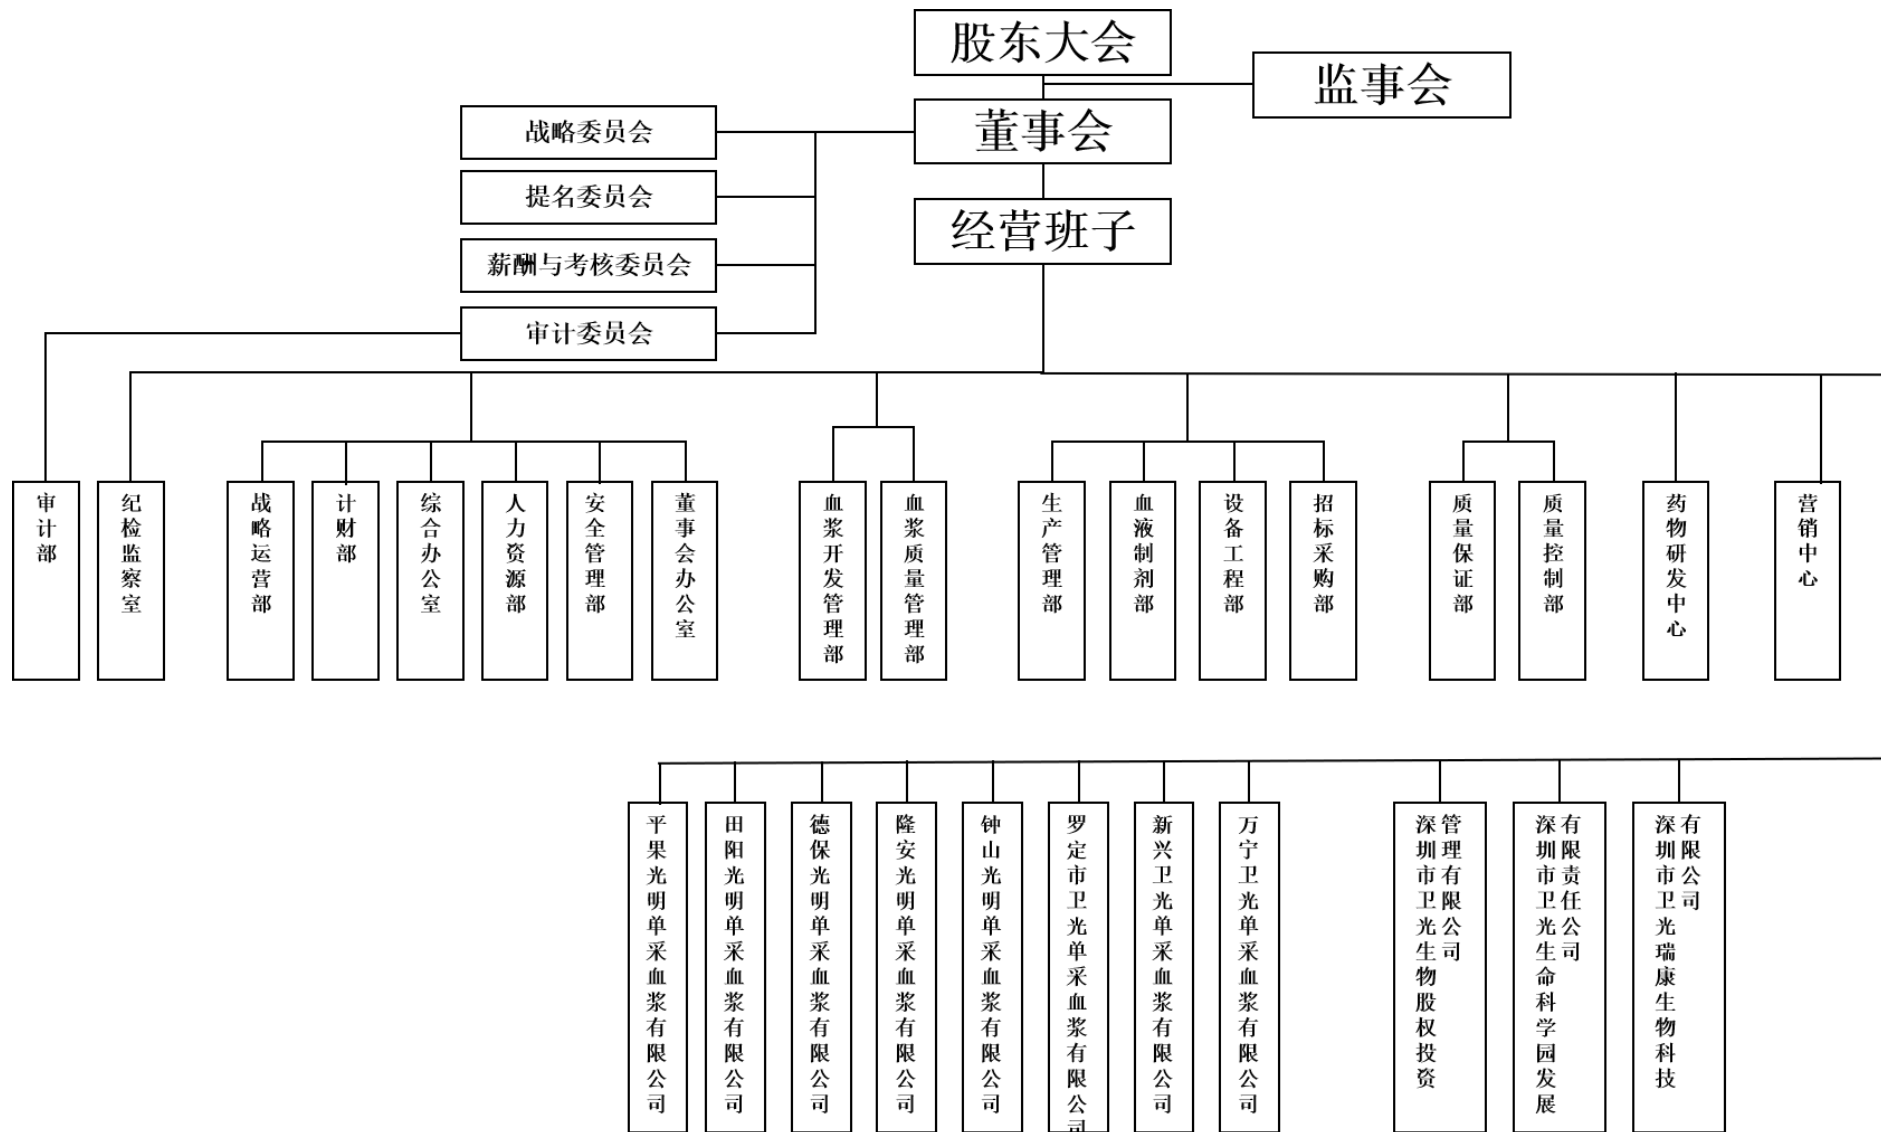 股东大会
监事会
董事会
战略委员会
提名委员会
经营班子
薪酬与考核委员会
审计委员会
审计部
纪检监察室
战略运营部
计财部
综合办公室
人力资源部
安全管理部
董事会办公室
血浆开发管理部
血浆质量管理部
生产管理部
血液制剂部
设备工程部
招标采购部
质量保证部
质量控制部
药物研发中心
营销中心
平果光明单采血浆有限公司
田阳光明单采血浆有限公司
德保光明单采血浆有限公司
隆安光明单采血浆有限公司
钟山光明单采血浆有限公司
罗定市卫光单采血浆有限公司
新兴卫光单采血浆有限公司
万宁卫光单采血浆有限公司
深圳市卫光生物股权投资
管理有限公司
深圳市卫光生命科学园发展
有限责任公司
深圳市卫光瑞康生物科技
有限公司